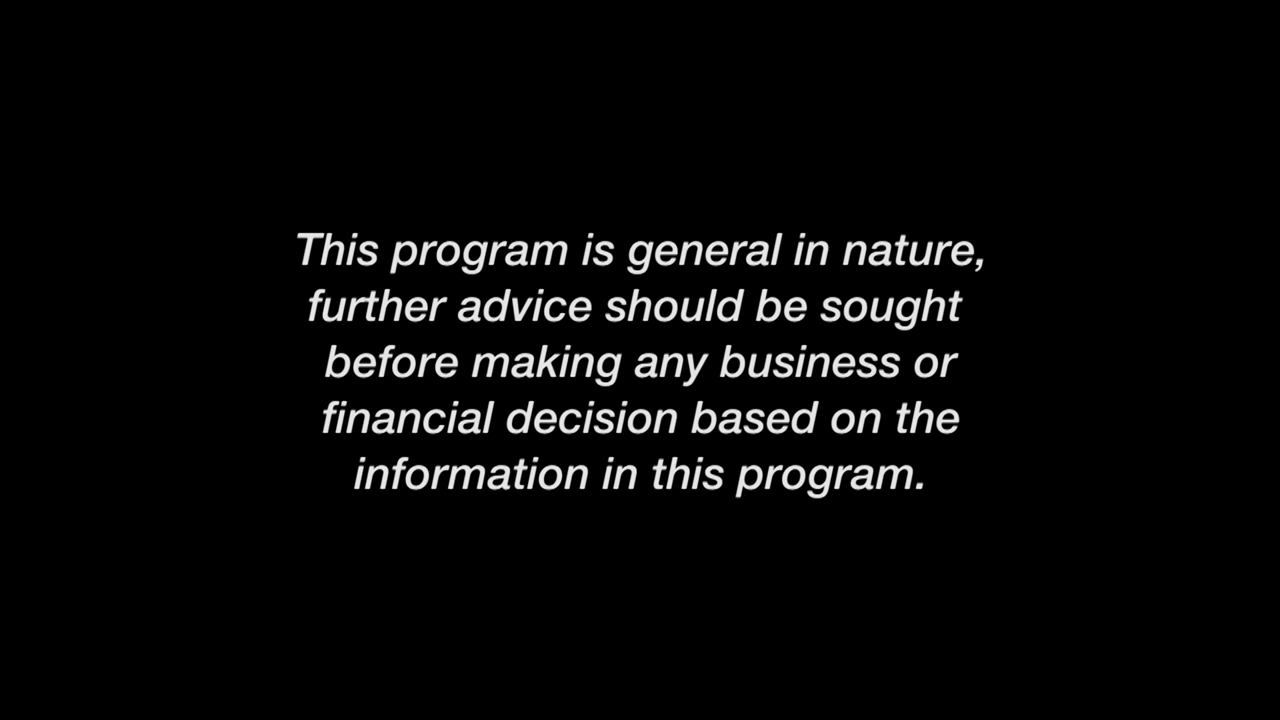 This program is general in nature,
further advice should be sought
before making any business or
financial decision based on the
information in this program.